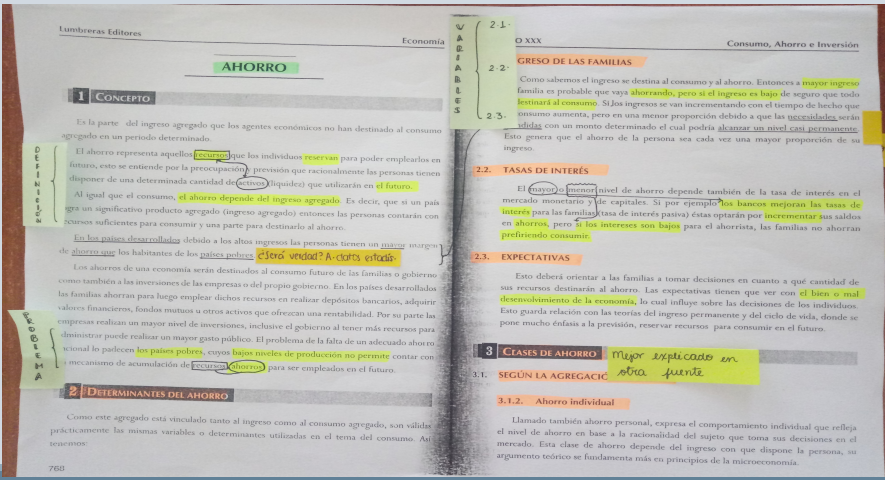 Lumbreras Editores
Economía
AHORRO
1 CONCEPTO
Es la parte del ingreso agregado que los agentes económicos no han destinado al consumo
agregado en un periodo determinado.
DEFINICIÓN
El ahorro representa aquellos recursos que los individuos reservan para poder emplearlos en
futuro, esto se entiende por la preocupación y previsión que racionalmente las personas tienen
disponer de una determinada cantidad de activos (liquidez) que utilizarán en el futuro.
Al igual que el consumo, el ahorro depende del ingreso agregado. Es decir, que si un país
gra un significativo producto agregado (ingreso agregado) entonces las personas contarán con
recursos suficientes para consumir y una parte para destinarlo al ahorro.
En los países desarrollados debido a los altos ingresos las personas tienen un mayor margen
de ahorro que los habitantes de los países pobres. ¿Será verdad? A-datos estadís.
Los ahorros de una economía serán destinados al consumo futuro de las familias o gobierno
como también a las inversiones de las empresas o del propio gobierno. En los países desarrollados
las familias ahorran para luego emplear dichos recursos en realizar depósitos bancarios, adquirir
valores financieros, fondos mutuos u otros activos que ofrezcan una rentabilidad. Por su parte las
PROBLEMA
empresas realizan un mayor nivel de inversiones, inclusive el gobierno al tener más recursos para
administrar puede realizar un mayor gasto público. El problema de la falta de un adecuado ahorro
acional lo padecen los países pobres, cuyos bajos niveles de producción no permite contar con
mecanismo de acumulación de recursos (ahorros) para ser empleados en el futuro.
2 DETERMINANTES DEL AHORRO
Como este agregado está vinculado tanto al ingreso como al consumo agregado, son válidas
prácticamente las mismas variables o determinantes utilizadas en el tema del consumo. Así
tenemos:
768
VARIABLES
2.1.
2.2.
2.3.
O XXX
Consumo, Ahorro e Inversión
GRESO DE LAS FAMILIAS
Como sabemos el ingreso se destina al consumo y al ahorro. Entonces a mayor ingreso
familia es probable que vaya ahorrando, pero si el ingreso es bajo de seguro que todo
destinará al consumo. Si los ingresos se van incrementando con el tiempo de hecho que
onsumo aumenta, pero en una menor proporción debido a que las necesidades serán
udidas con un monto determinado el cual podría alcanzar un nivel casi permanente.
Esto genera que el ahorro de la persona sea cada vez una mayor proporción de su
ingreso.
2.2. TASAS DE INTERÉS
El mayor o menor nivel de ahorro depende también de la tasa de interés en el
mercado monetario y de capitales. Si por ejemplo los bancos mejoran las tasas de
interés para las familias (tasa de interés pasiva) éstas optarán por incrementar sus saldos
en ahorros, pero si los intereses son bajos para el ahorrista, las familias no ahorran
prefiriendo consumir.
2.3. EXPECTATIVAS
Esto deberá orientar a las familias a tomar decisiones en cuanto a qué cantidad de
sus recursos destinarán al ahorro. Las expectativas tienen que ver con el bien o mal
desenvolvimiento de la economía, lo cual influye sobre las decisiones de los individuos.
Esto guarda relación con las teorías del ingreso permanente y del ciclo de vida, donde se
pone mucho énfasis a la previsión, reservar recursos para consumir en el futuro.
3 CLASES DE AHORRO
Mejor explicado en
otra fuente
3.1. SEGÚN LA AGREGACIÓ
3.1.2. Ahorro individual
Llamado también ahorro personal, expresa el comportamiento individual que refleja
el nivel de ahorro en base a la racionalidad del sujeto que toma sus decisiones en el
mercado. Esta clase de ahorro depende del ingreso con que dispone la persona, su
argumento teórico se fundamenta más en principios de la microeconomía.